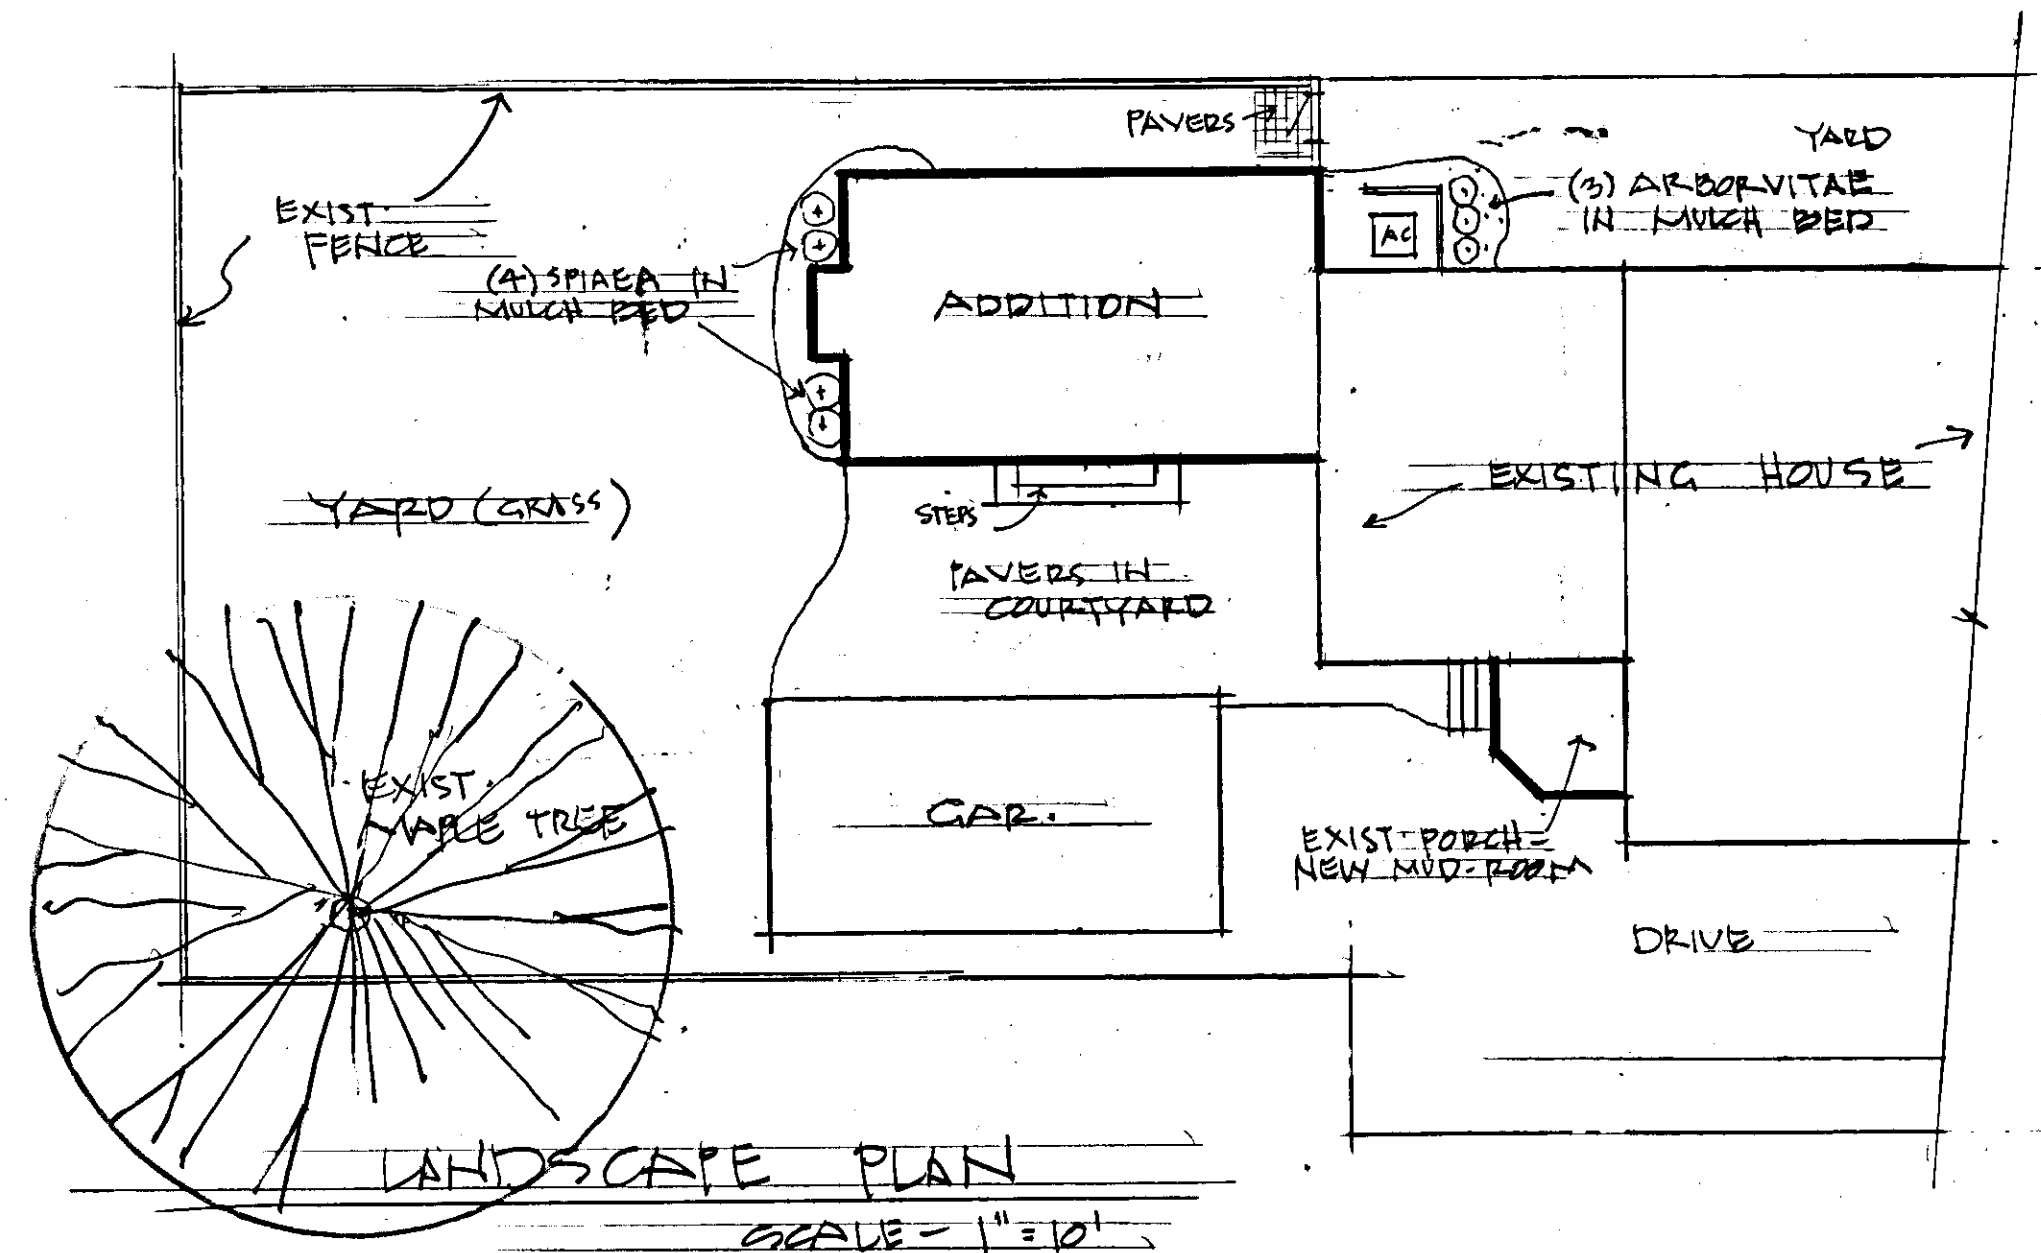 PAVERS
YARD
EXIST.
FENCE
(3) ARBORVITAE
IN MULCH BED
AC
(4) SPIAEA IN
MULCH BED
ADDITION
EXISTING HOUSE
YARD (GRASS)
STEPS
PAVERS IN
COURTYARD
EXIST.
MAPLE TREE
GAR.
EXIST-PORCH-
NEW MUD-ROOM
DRIVE
LANDSCAPE PLAN
SCALE - 1" = 10'